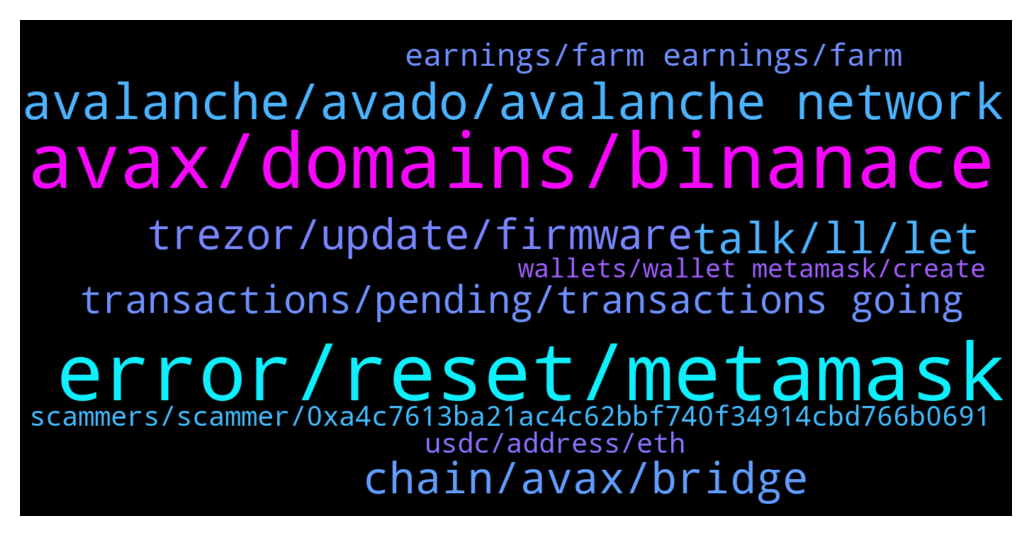 earnings/farm earnings/farm
avalanche/avado/avalanche network
avax/domains/binanace
trezor/update/firmware
talk/ll/let
wallets/wallet metamask/create
transactions/pending/transactions going
error/reset/metamask
scammers/scammer/0xa4c7613ba21ac4c62bbf740f34914cbd766b0691
usdc/address/eth
chain/avax/bridge